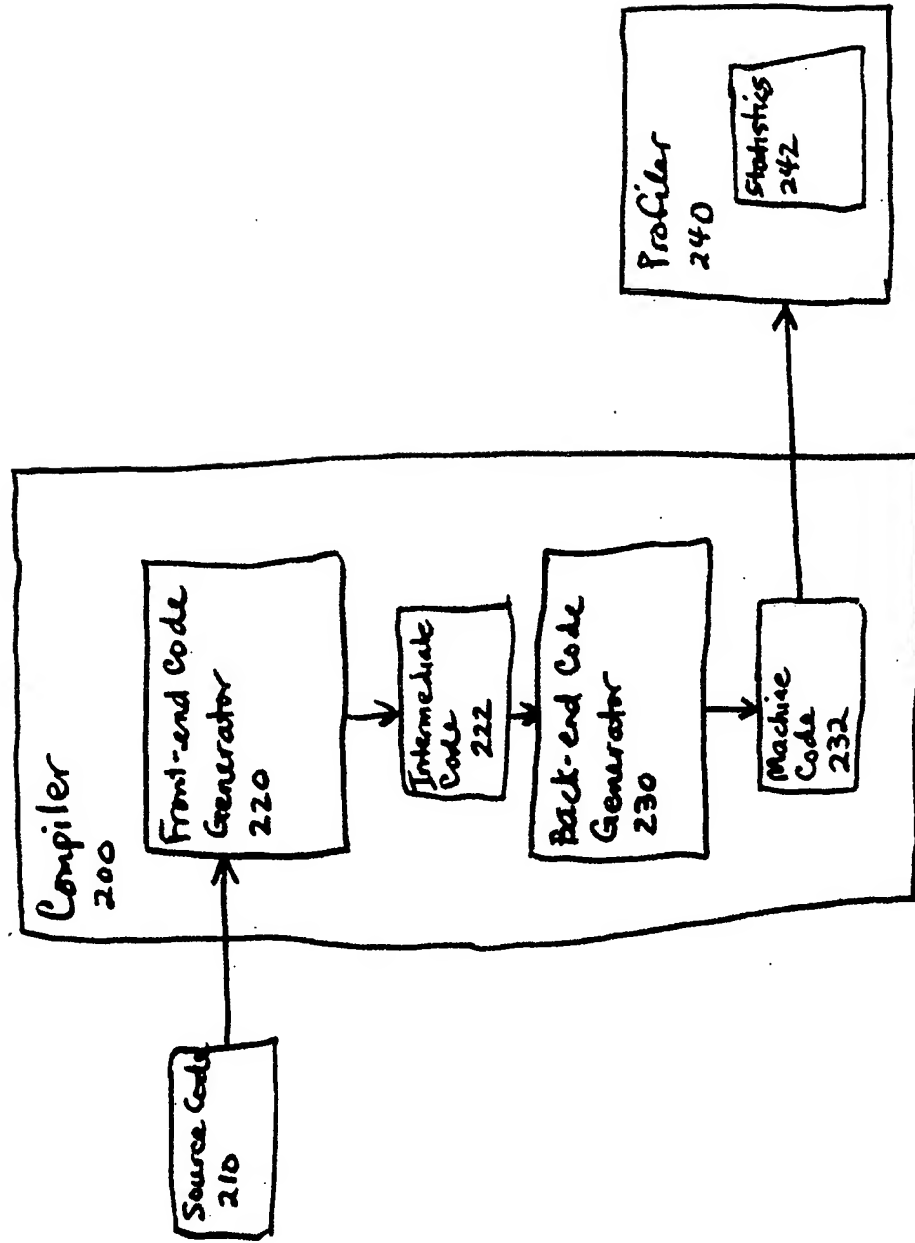 Compiler
200
Source Code
210
Front-end Code
Generator
220
Intermediate
Code
222
Back-end Code
Generator
230
Machine
Code
232
Profiler
240
Statistics
242